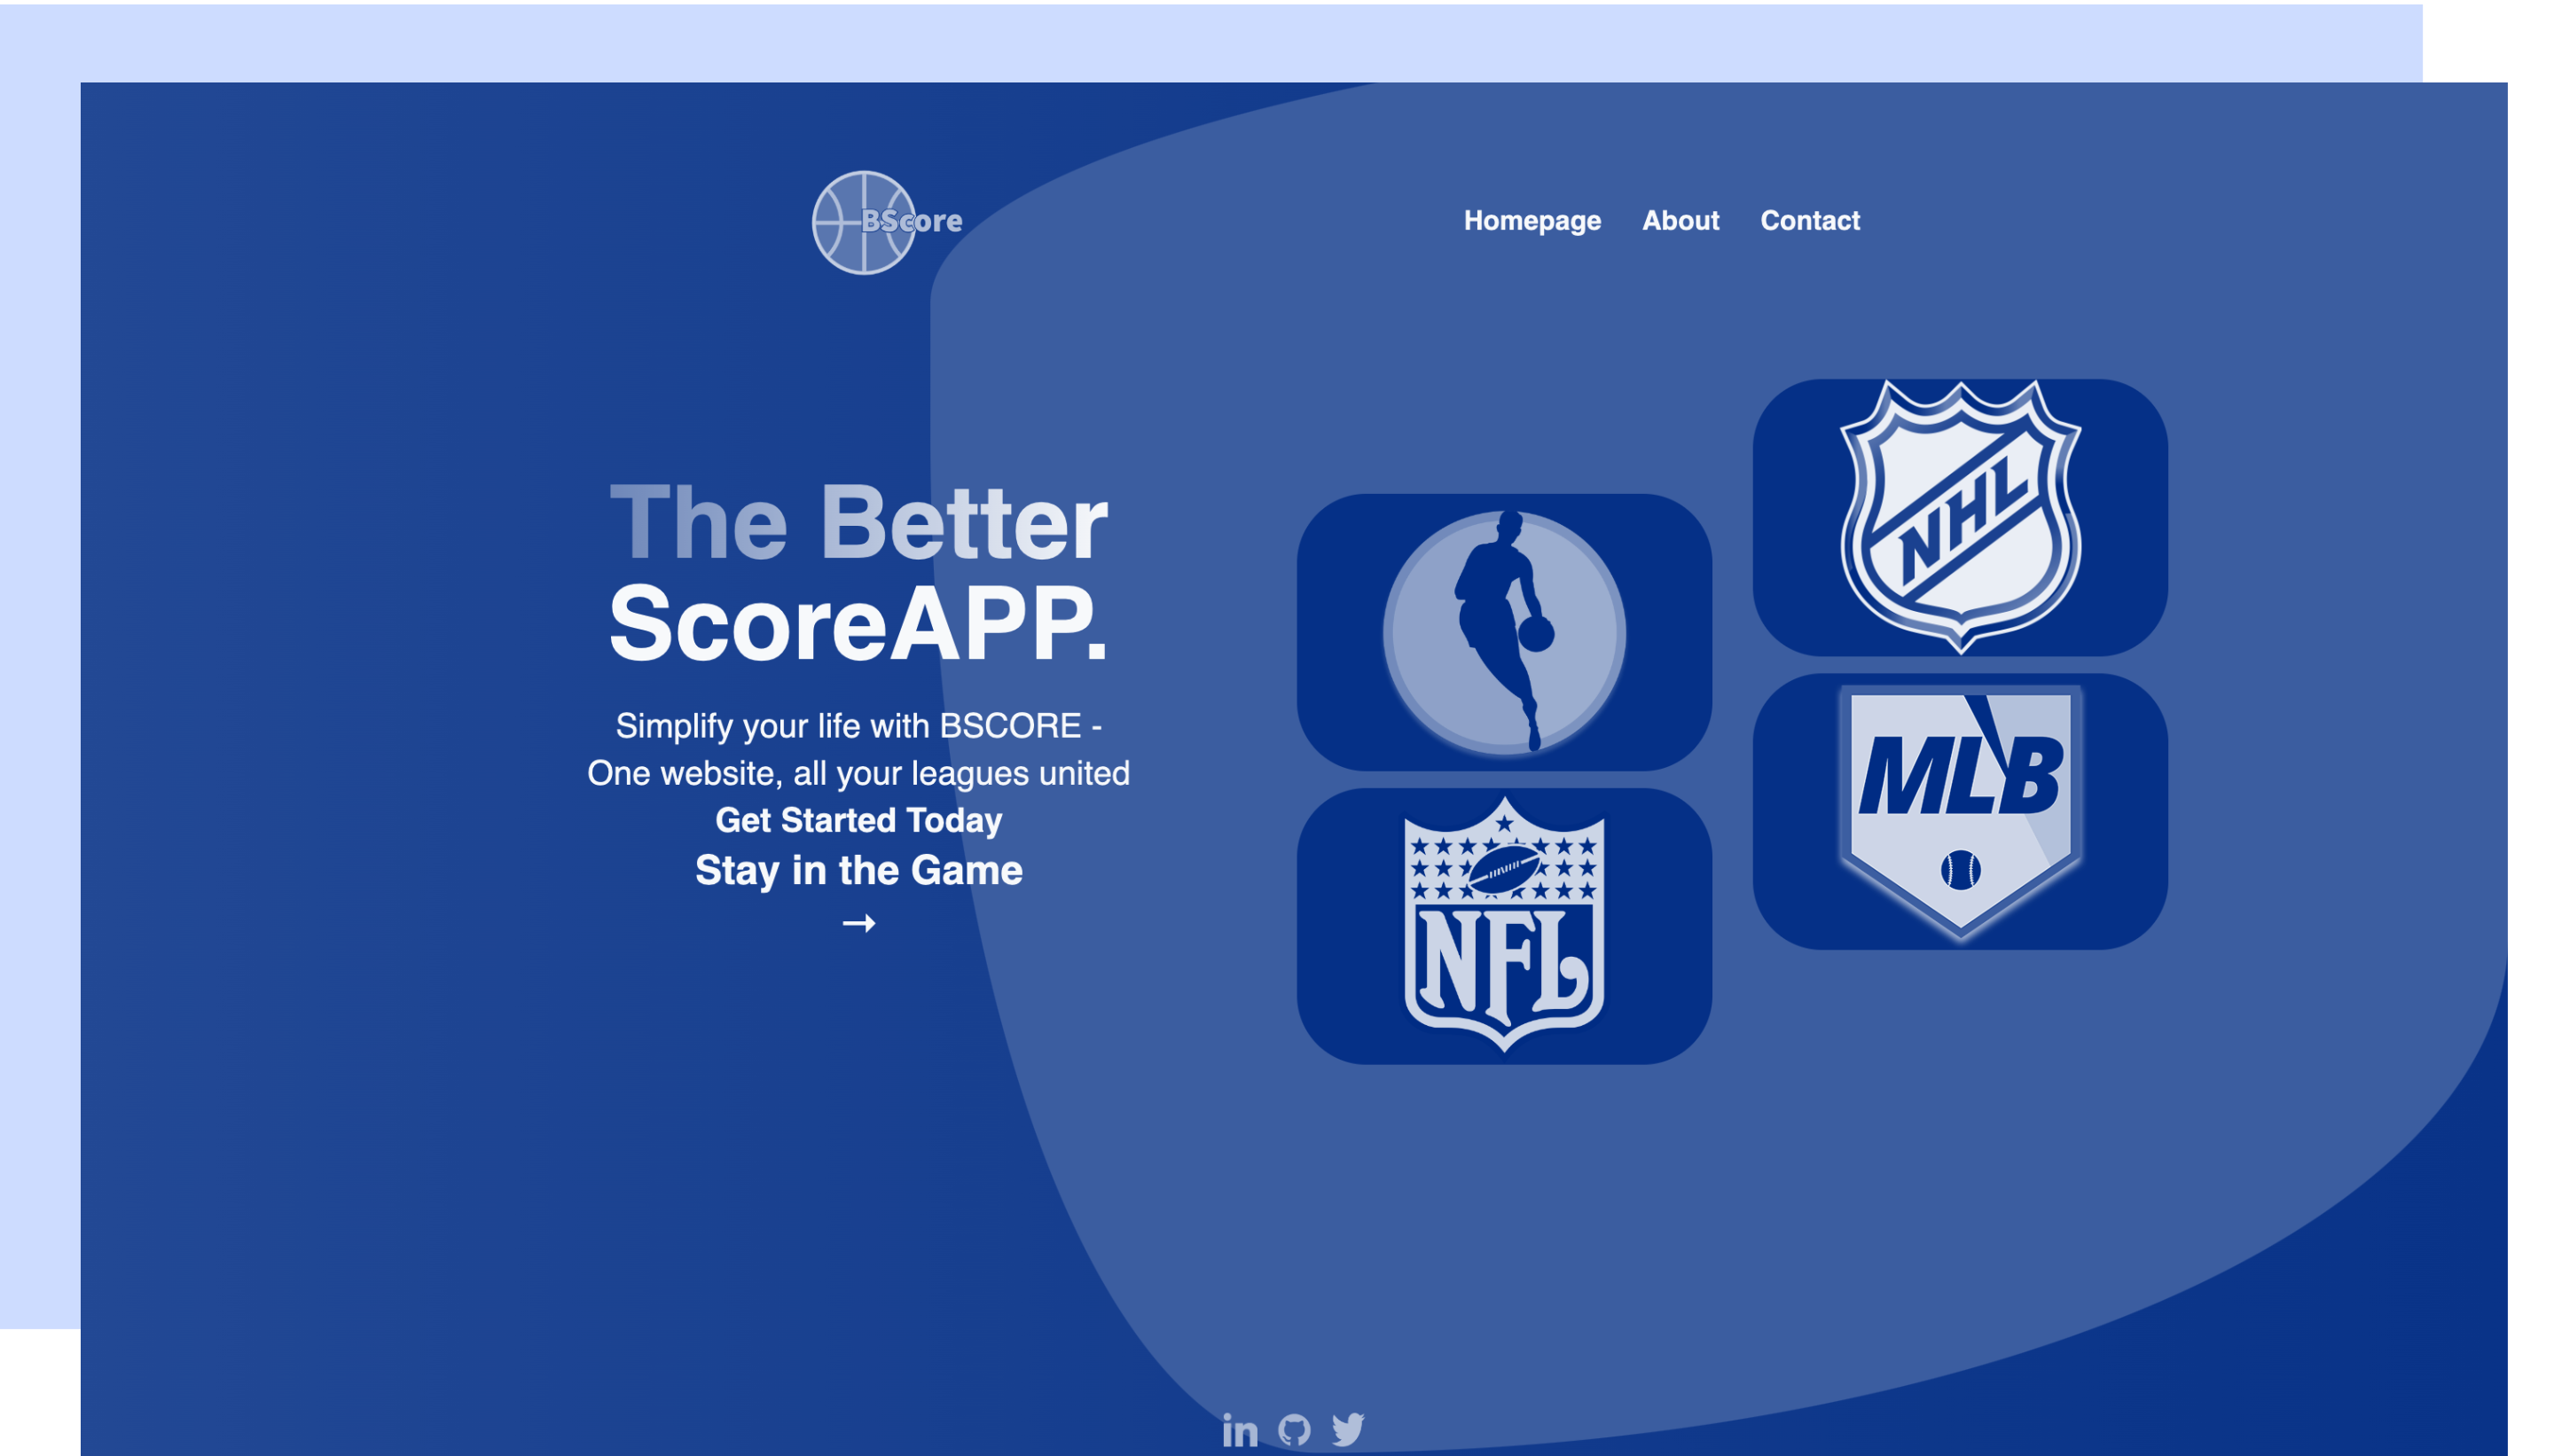 BScore
Homepage About Contact
The Better
ScoreAPP.
Simplify your life with BSCORE -
One website, all your leagues united
Get Started Today
Stay in the Game
→
NHL
MLB
NFL
in